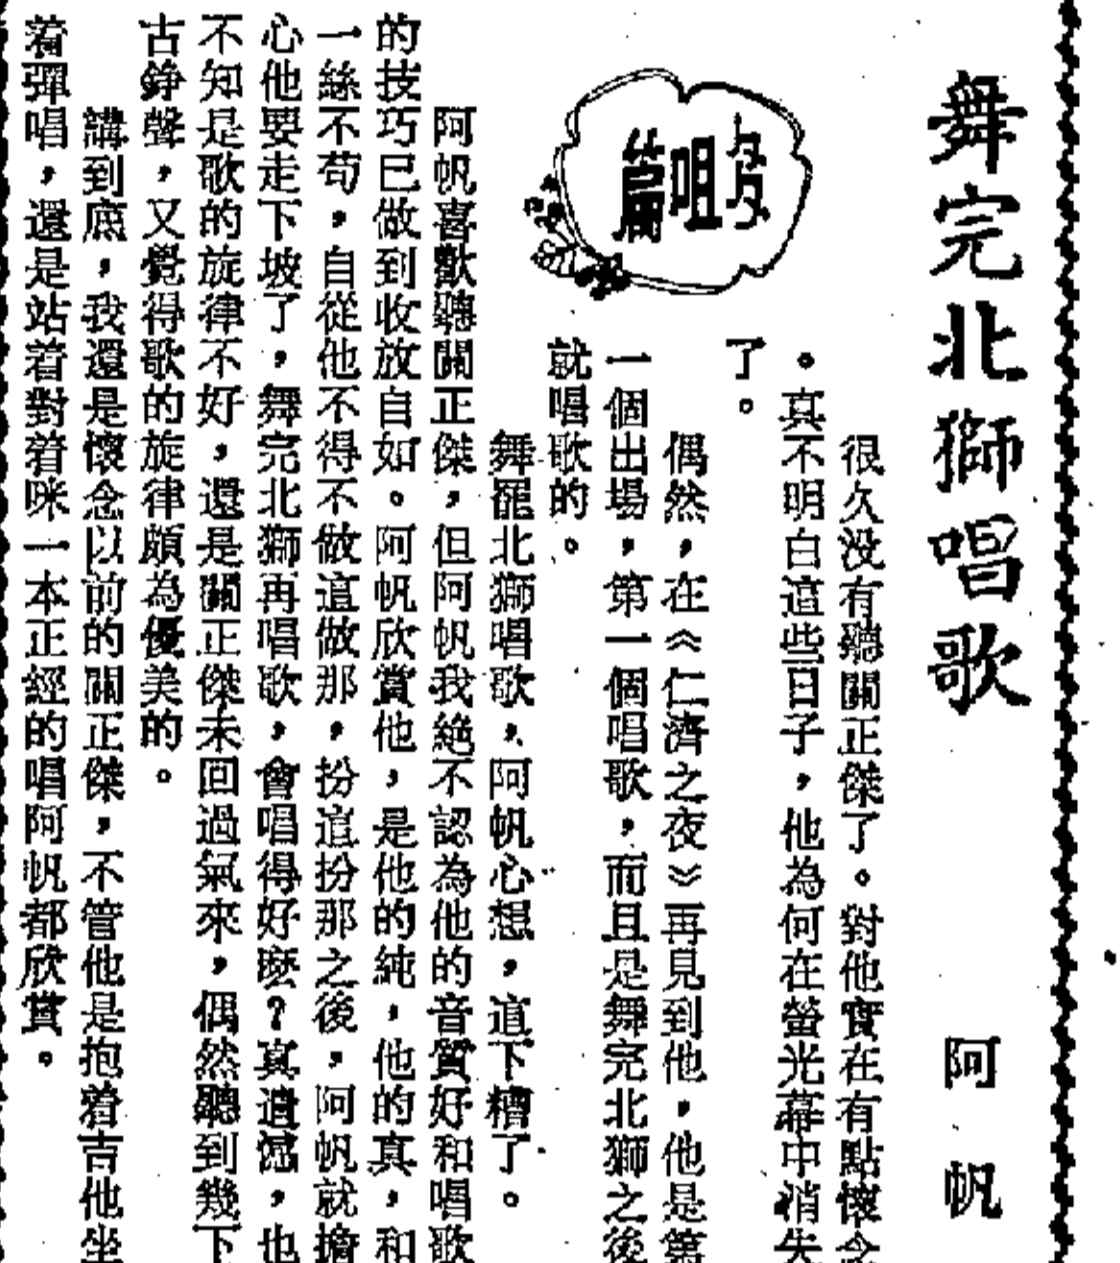 舞完北獅唱歌
阿帆
很久没有聽關正傑了。對他實在有點懷念
。真不明白這些日子，他為何在螢光幕中消失
了。
偶然，在《仁濟之夜》再見到他，他是第
一個出場，第一個唱歌，而且是舞完北獅之後
就唱歌的。
咀篇
舞罷北獅唱歌，阿帆心想，這下糟了。
阿帆喜歡聽關正傑，但阿帆我絕不認為他的音質好和唱歌
的技巧已做到收放自如。阿帆欣賞他，是他的純，他的真，和
一絲不苟，自從他不得不做這做那，扮這扮那之後，阿帆就擔
心他要走下坡了，舞完北獅再唱歌，會唱得好麽？真遺憾，也
不知是歌的旋律不好，還是關正傑未回過氣來，偶然聽到幾下
古錚聲，又覺得歌的旋律頗為優美的。
講到底，我還是懷念以前的關正傑，不管他是抱着吉他坐
着彈唱，還是站着對着咪一本正經的唱阿帆都欣賞。